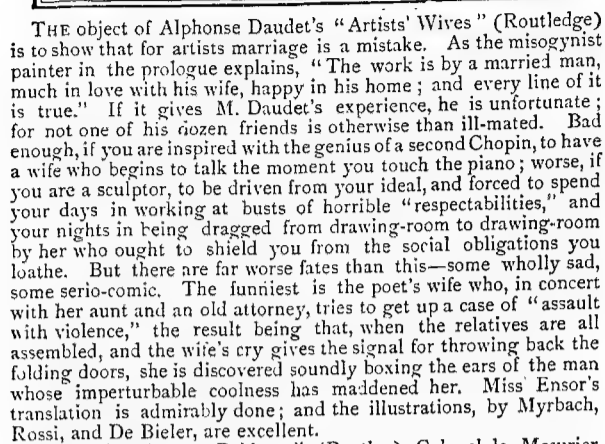 THE object of Alphonse Daudet's "Artists' Wives" (Routledge)
is to show that for artists marriage is a mistake. As the misogynist
painter in the prologue explains, "The work is by a married man,
much in love with his wife, happy in his home; and every line of it
is true." If it gives M. Daudet's experience, he is unfortunate;
for not one of his dozen friends is otherwise than ill-mated. Bad
enough, if you are inspired with the genius of a second Chopin, to have
a wife who begins to talk the moment you touch the piano; worse, if
you are a sculptor, to be driven from your ideal, and forced to spend
your days in working at busts of horrible "respectabilities," and
your nights in being dragged from drawing-room to drawing-room
by her who ought to shield you from the social obligations you
loathe. But there are far worse fates than this—some wholly sad,
some serio-comic. The funniest is the poet's wife who, in concert
with her aunt and an old attorney, tries to get up a case of "assault
with violence," the result being that, when the relatives are all
assembled, and the wife's cry gives the signal for throwing back the
folding doors, she is discovered soundly boxing the ears of the man
whose imperturbable coolness has maddened her. Miss Ensor's
translation is admirably done; and the illustrations, by Myrbach,
Rossi, and De Bieler, are excellent.